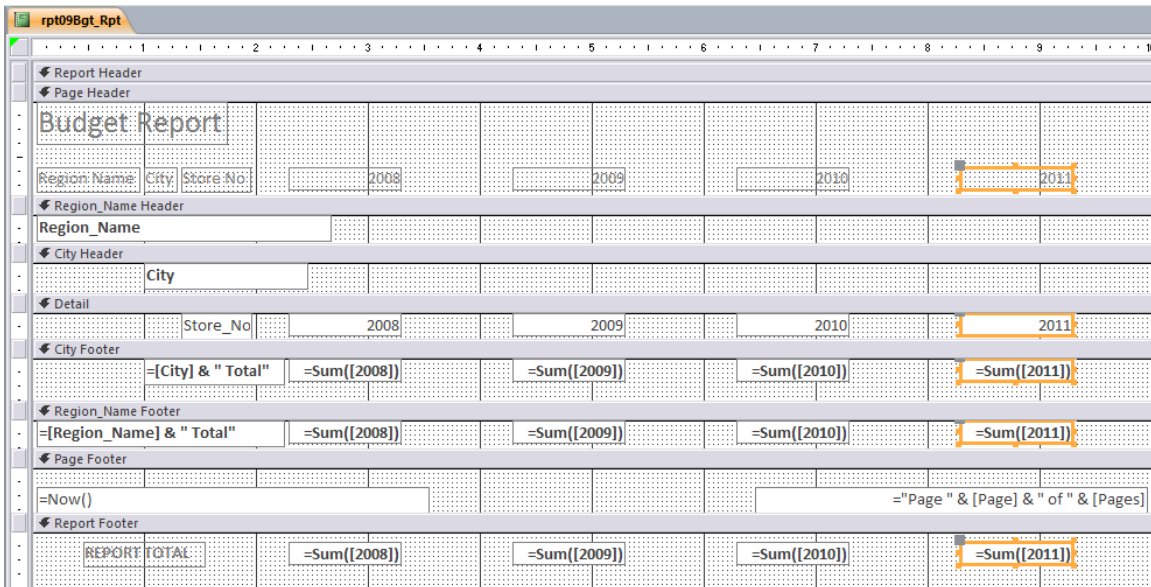 rpt09Bgt_Rpt
1 2 3 4 5 6 7 8 9
Report Header
Page Header
Budget Report
Region Name City Store No 2008 2009 2010 2011
Region_Name Header
Region_Name
City Header
City
Detail
Store_No 2008 2009 2010 2011
City Footer
=[City] & " Total" =Sum([2008]) =Sum([2009]) =Sum([2010]) =Sum([2011])
Region_Name Footer
=[Region_Name] & " Total" =Sum([2008]) =Sum([2009]) =Sum([2010]) =Sum([2011])
Page Footer
=Now() ="Page " & [Page] & " of " & [Pages]
Report Footer
REPORT TOTAL =Sum([2008]) =Sum([2009]) =Sum([2010]) =Sum([2011])